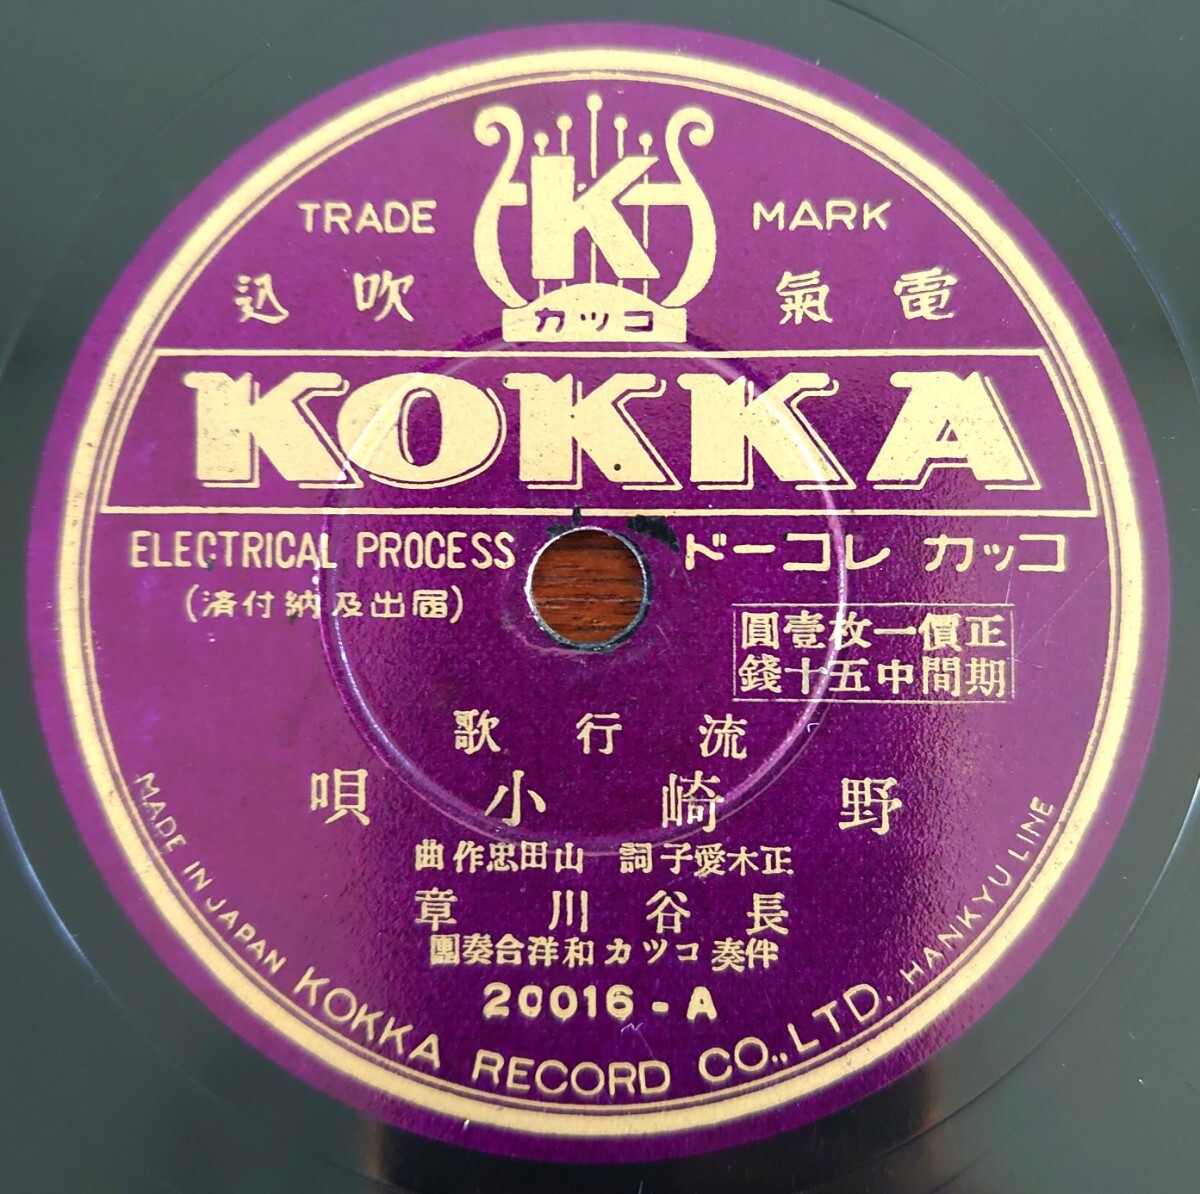 K
TRADE MARK
カツコ
込吹 氣電
KOKKA
ELECTRICAL PROCESS
ドーコレ カッコ
(済付納及出届)
圓壹枚一價正
錢十五中間期
歌行流
唄小崎野
曲作忠田山 詞子愛木正
章川谷長
團奏合洋和カツコ奏伴
20016-A
MADE IN JAPAN KOKKA RECORD CO., LTD. HANKYU LINE